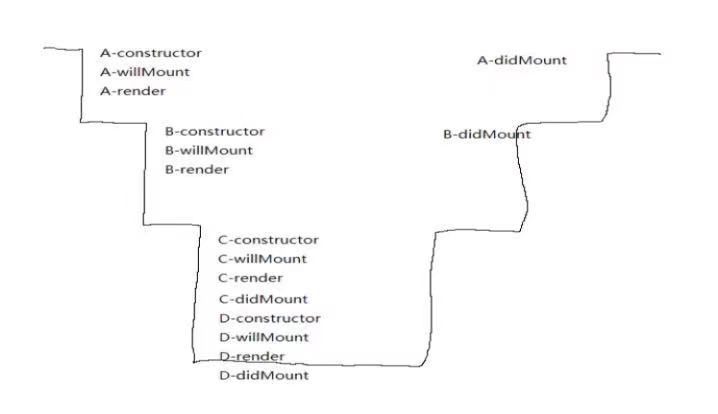 A-constructor
A-willMount
A-render
A-didMount
B-constructor
B-willMount
B-render
B-didMount
C-constructor
C-willMount
C-render
C-didMount
D-constructor
D-willMount
D-render
D-didMount